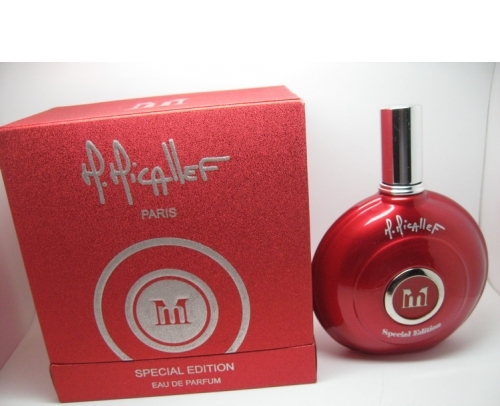 M
M. Micallef
PARIS
M
SPECIAL EDITION
EAU DE PARFUM
M. Micallef
M
Special Edition